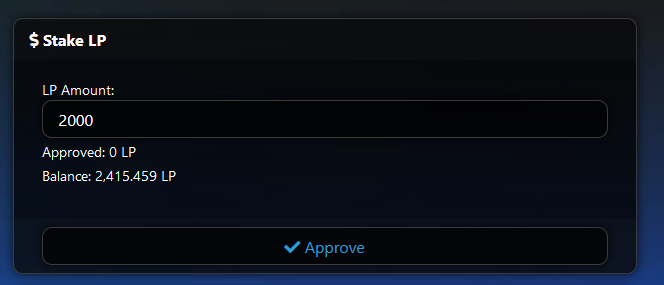 $ Stake LP
LP Amount:
2000
Approved: 0 LP
Balance: 2,415.459 LP
Approve